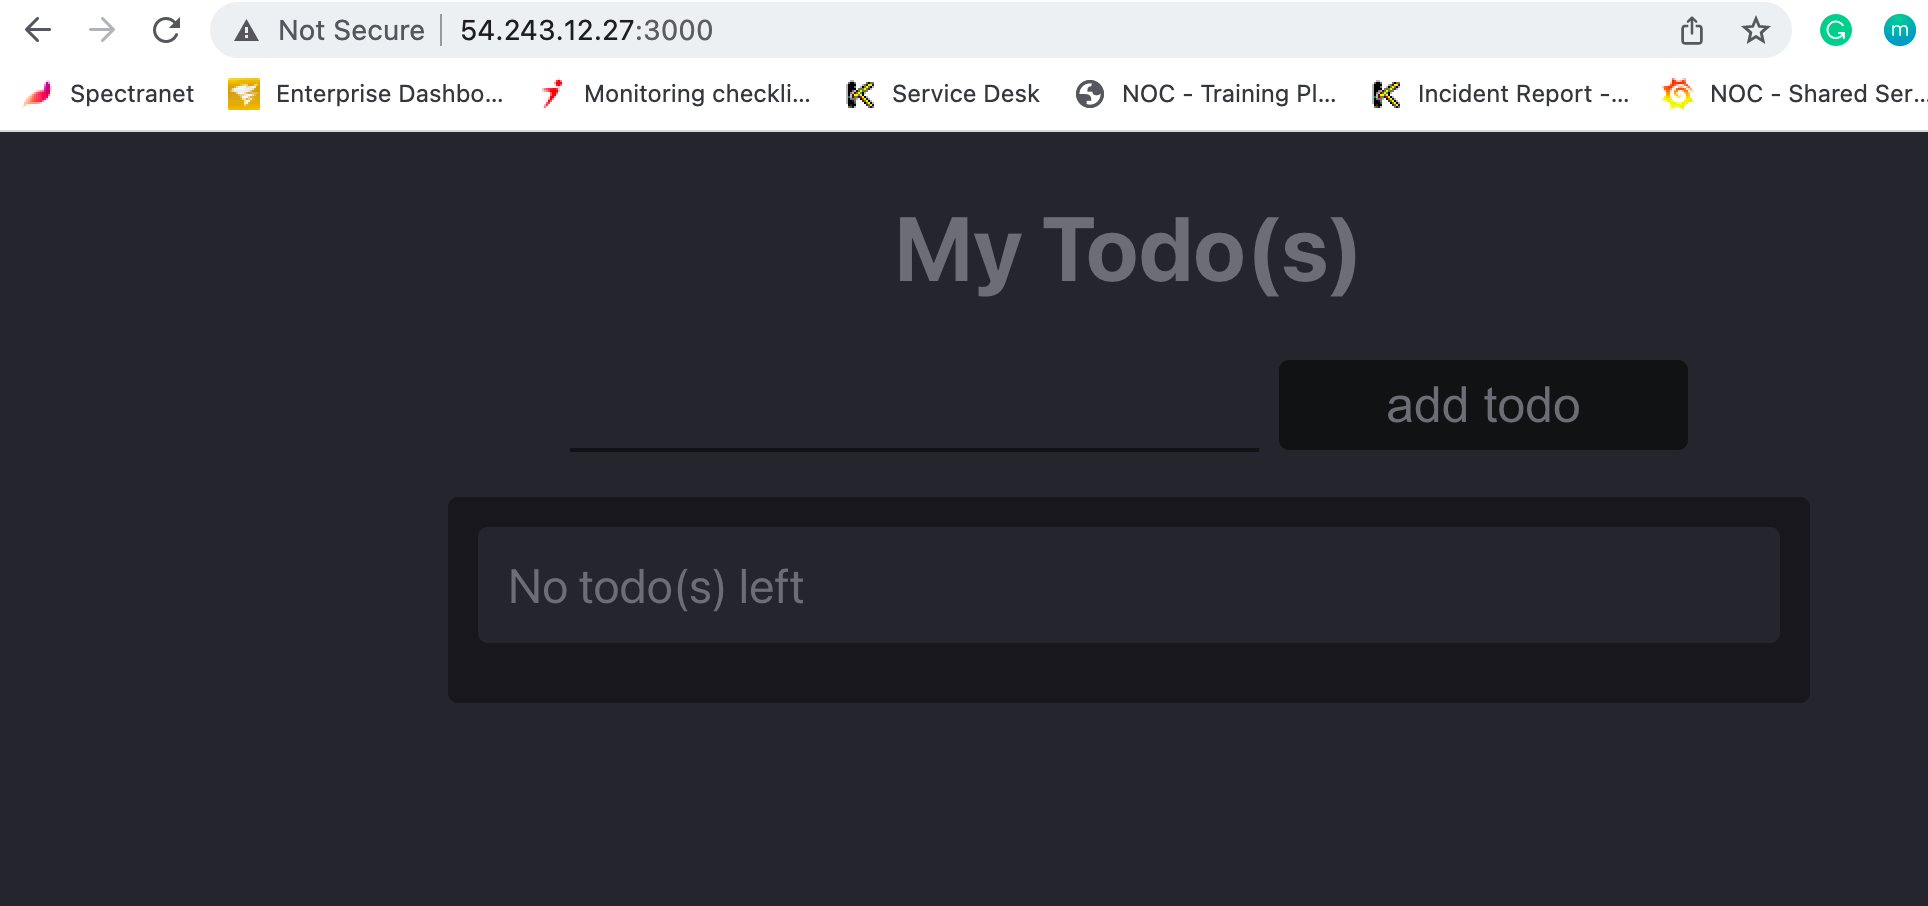 Not Secure 54.243.12.27:3000
G m
Spectranet Enterprise Dashbo... Monitoring checkli... Service Desk NOC - Training Pl... Incident Report -... NOC - Shared Ser...
My Todo(s)
add todo
No todo(s) left